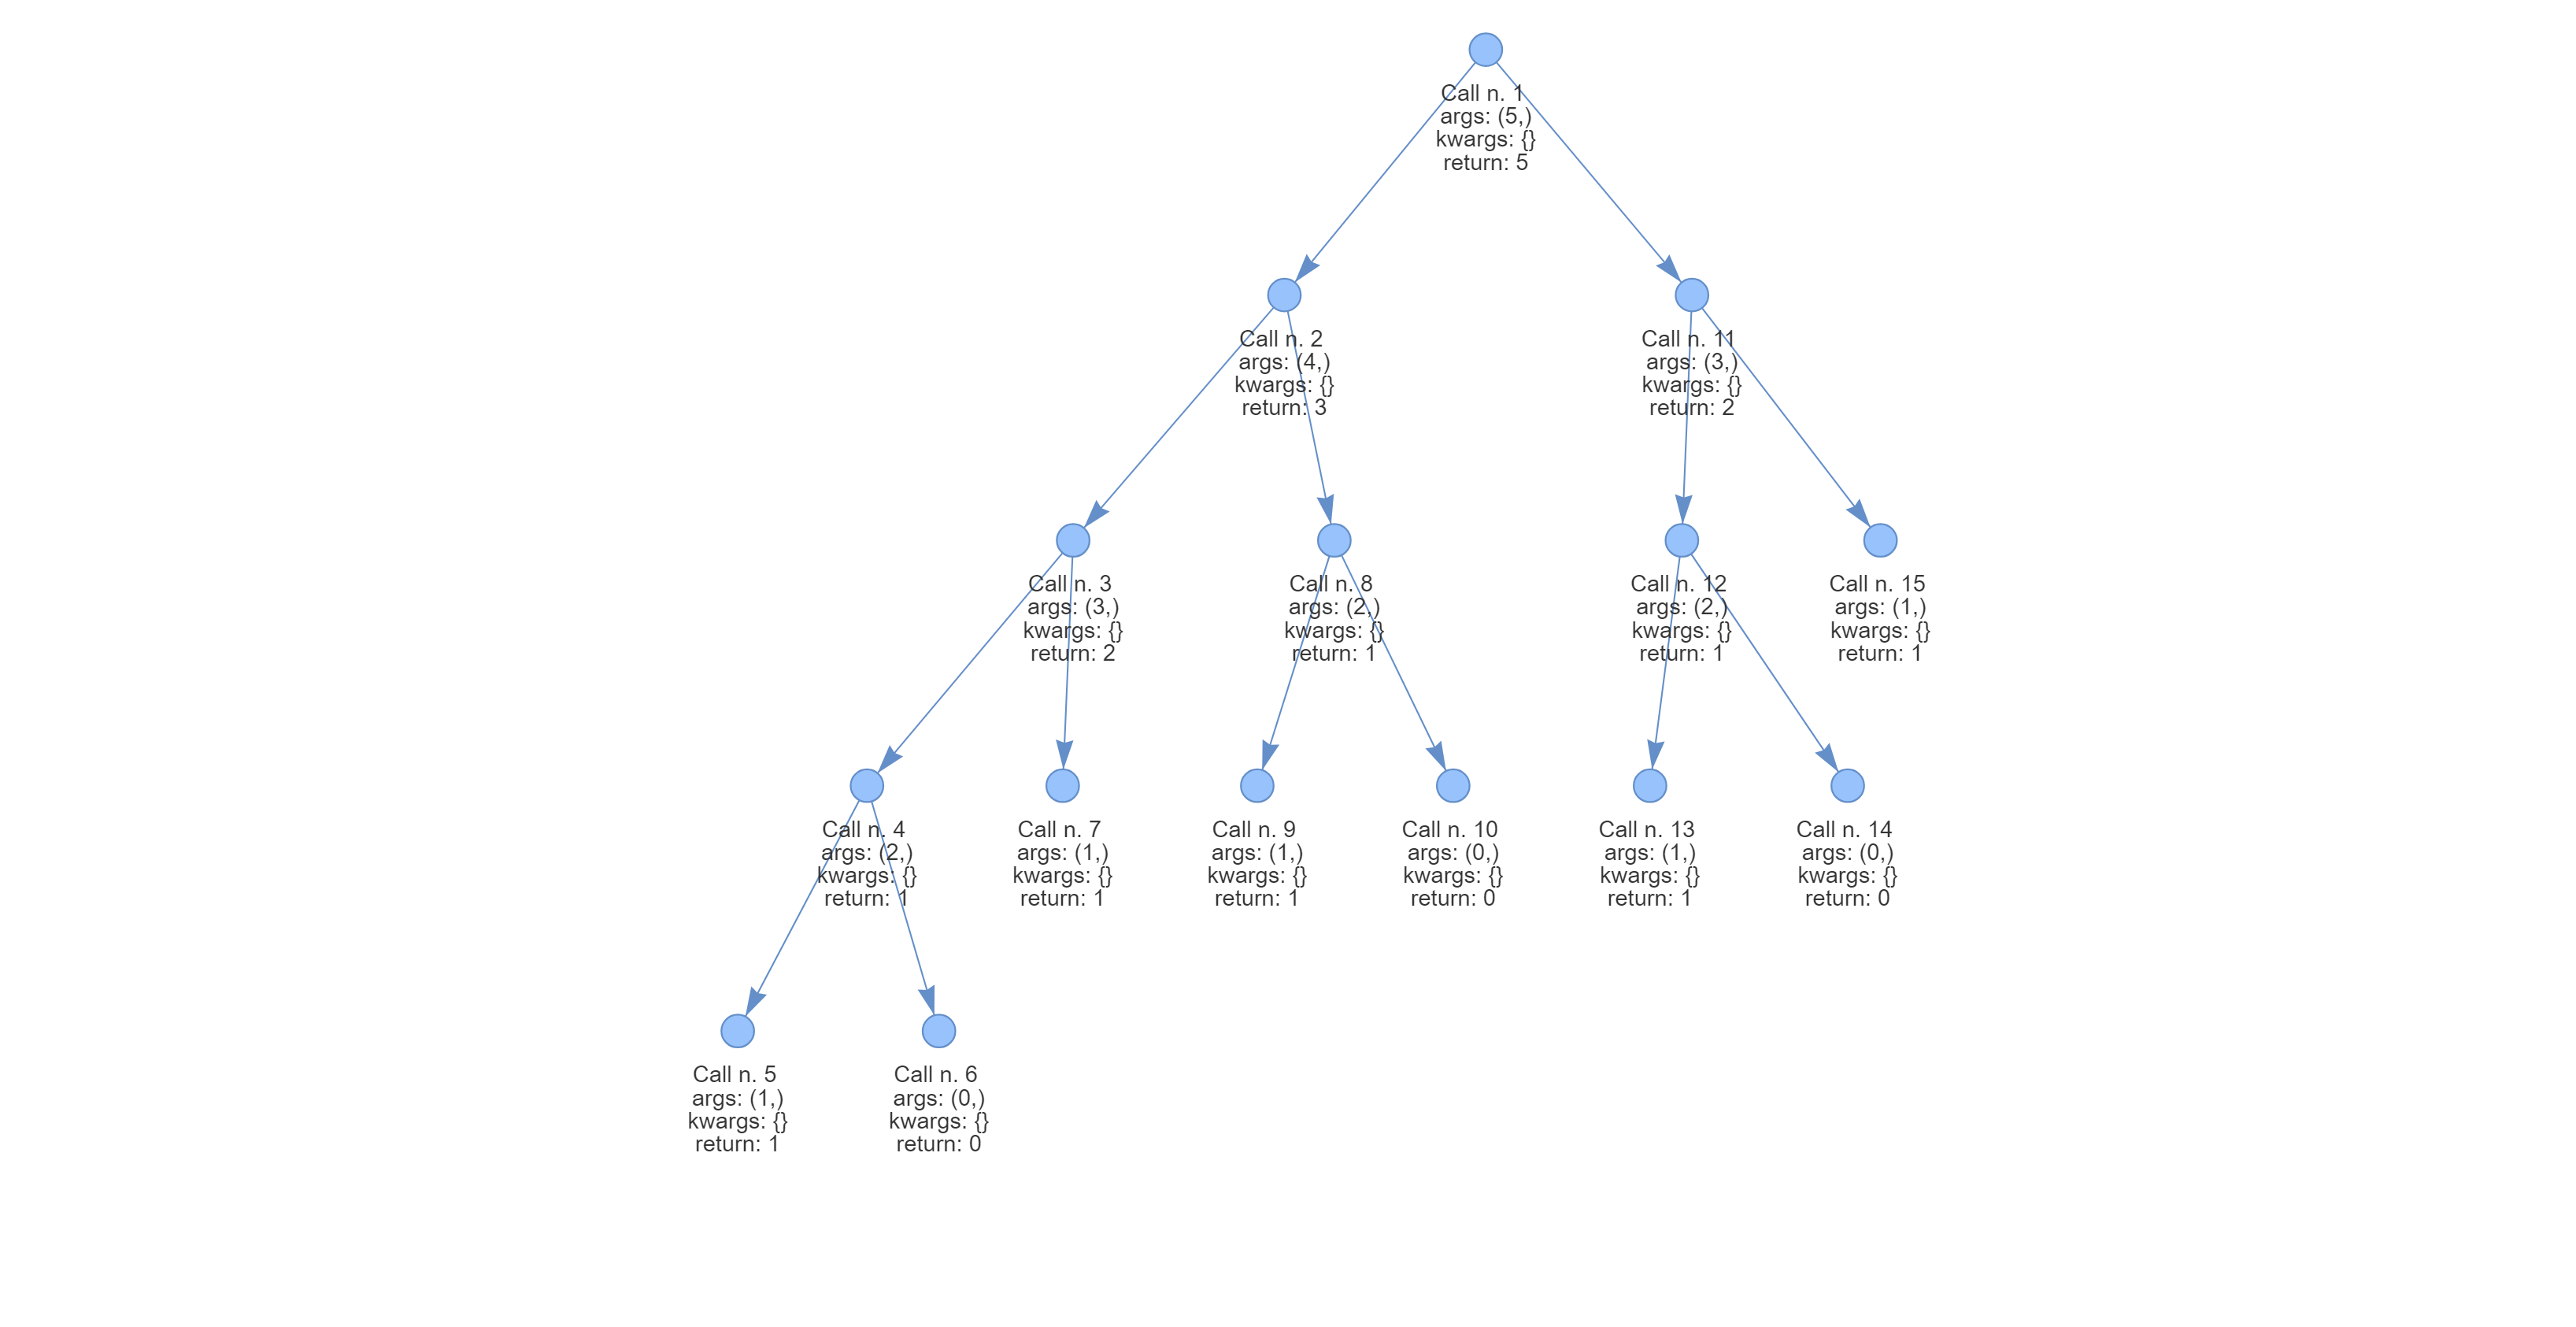 Call n. 1
args: (5,)
kwargs: {}
return: 5
Call n. 2
args: (4,)
kwargs: {}
return: 3
Call n. 11
args: (3,)
kwargs: {}
return: 2
Call n. 3
args: (3,)
kwargs: {}
return: 2
Call n. 8
args: (2,)
kwargs: {}
return: 1
Call n. 12
args: (2,)
kwargs: {}
return: 1
Call n. 15
args: (1,)
kwargs: {}
return: 1
Call n. 4
args: (2,)
kwargs: {}
return: 1
Call n. 7
args: (1,)
kwargs: {}
return: 1
Call n. 9
args: (1,)
kwargs: {}
return: 1
Call n. 10
args: (0,)
kwargs: {}
return: 0
Call n. 13
args: (1,)
kwargs: {}
return: 1
Call n. 14
args: (0,)
kwargs: {}
return: 0
Call n. 5
args: (1,)
kwargs: {}
return: 1
Call n. 6
args: (0,)
kwargs: {}
return: 0